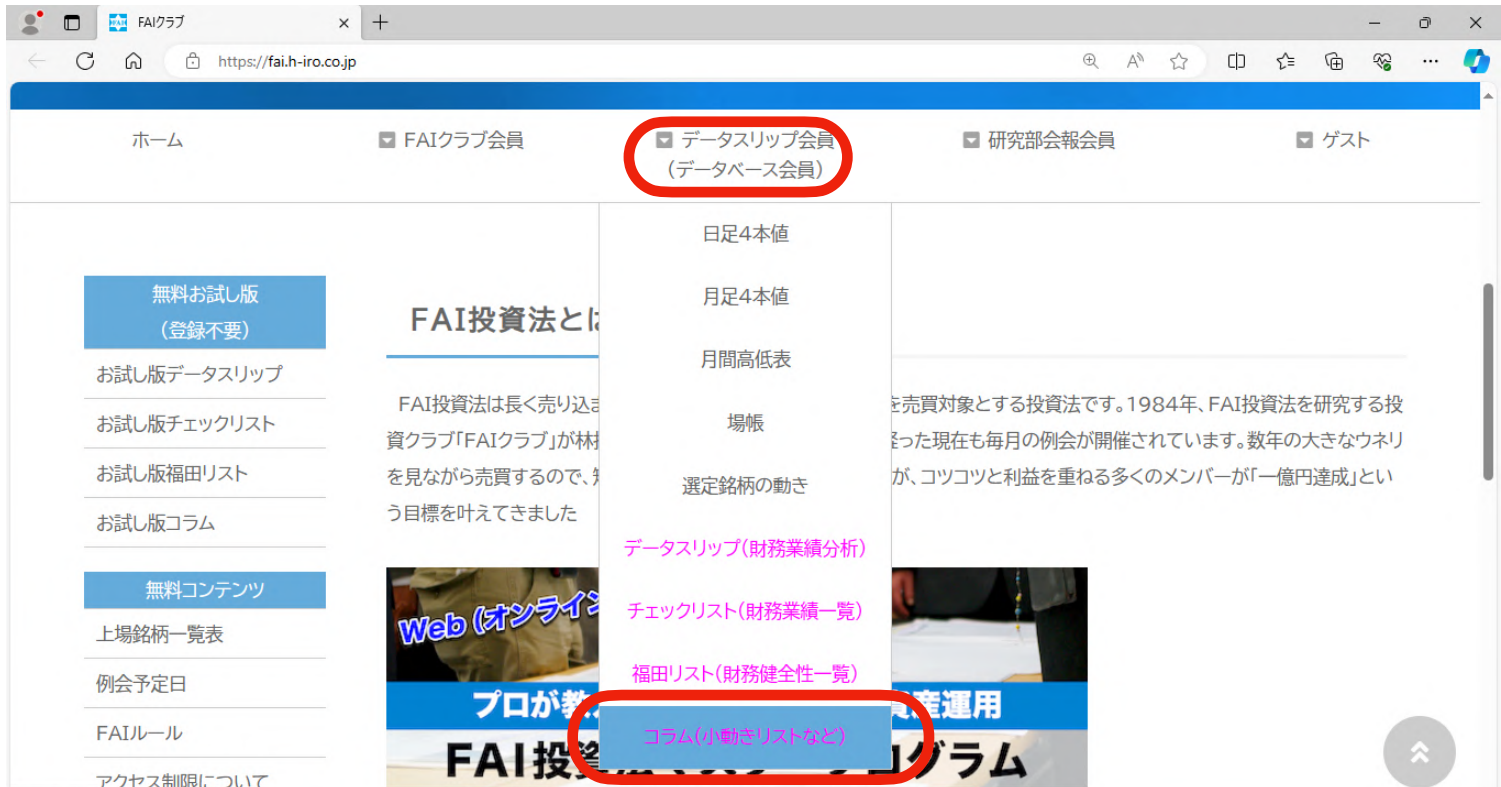 FAIクラブ
https://fai.h-iro.co.jp
ホーム
FAIクラブ会員
データスリップ会員
(データベース会員)
研究部会報会員
ゲスト
日足4本値
月足4本値
月間高低表
場帳
選定銘柄の動き
データスリップ(財務業績分析)
チェックリスト(財務業績一覧)
福田リスト(財務健全性一覧)
コラム(小動きリストなど)
無料お試し版
(登録不要)
お試し版データスリップ
お試し版チェックリスト
お試し版福田リスト
お試し版コラム
無料コンテンツ
上場銘柄一覧表
例会予定日
FAIルール
アクセス制限について
FAI投資法とに
FAI投資法は長く売り込ま を売買対象とする投資法です。1984年、FAI投資法を研究する投
資クラブ「FAIクラブ」が林 った現在も毎月の例会が開催されています。数年の大きなウネリ
を見ながら売買するので、 が、コツコツと利益を重ねる多くのメンバーが「一億円達成」とい
う目標を叶えてきました
Web(オンライン
プロが教 資産運用
FAI投資 ログラム